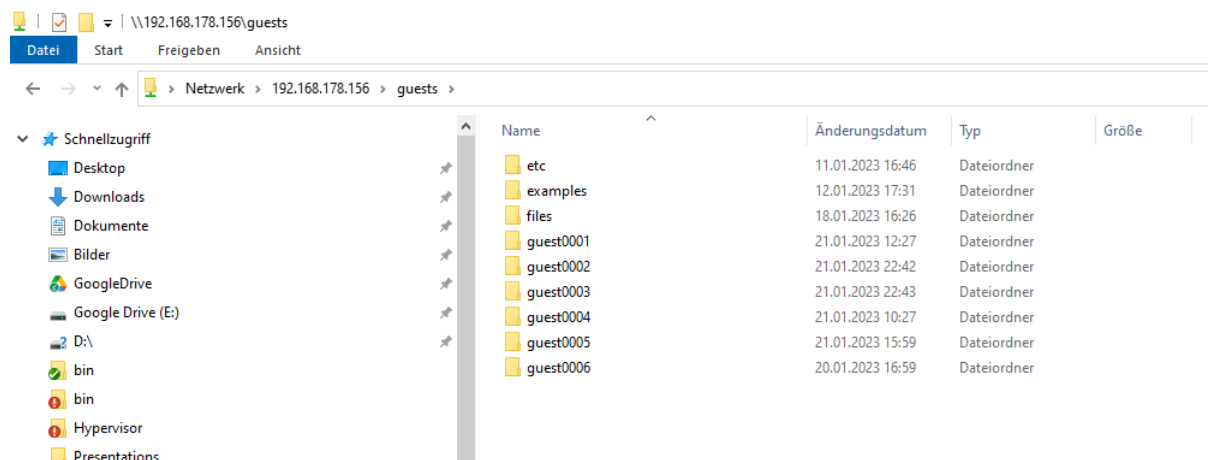 \\192.168.178.156\guests
Datei Start Freigeben Ansicht
Netzwerk > 192.168.178.156 > guests >
Schnellzugriff
Desktop
Downloads
Dokumente
Bilder
GoogleDrive
Google Drive (E:)
D:\
bin
bin
Hypervisor
Presentations
Name Änderungsdatum Typ Größe
etc 11.01.2023 16:46 Dateiordner
examples 12.01.2023 17:31 Dateiordner
files 18.01.2023 16:26 Dateiordner
guest0001 21.01.2023 12:27 Dateiordner
guest0002 21.01.2023 22:42 Dateiordner
guest0003 21.01.2023 22:43 Dateiordner
guest0004 21.01.2023 10:27 Dateiordner
guest0005 21.01.2023 15:59 Dateiordner
guest0006 20.01.2023 16:59 Dateiordner